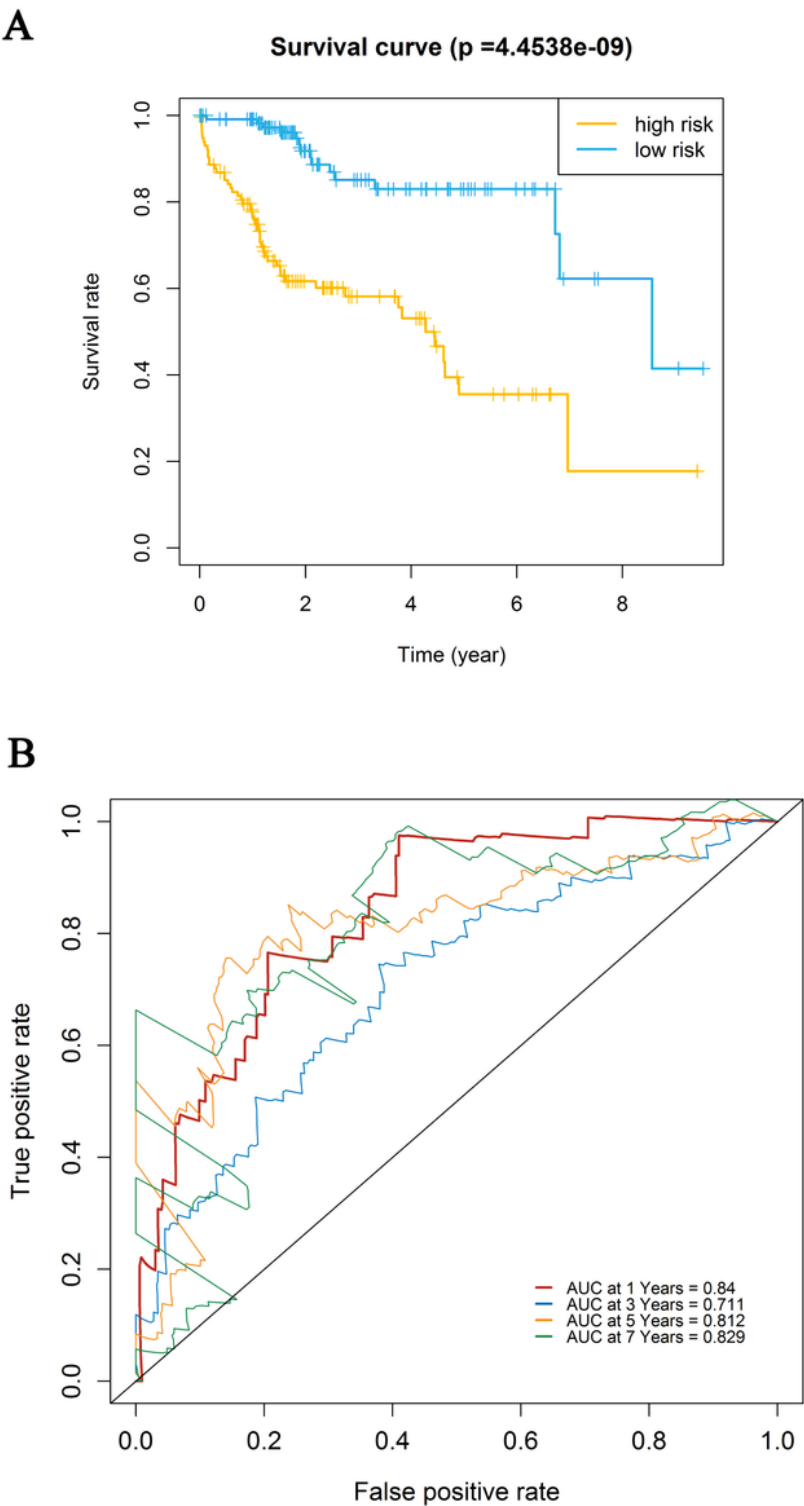 A
Survival curve (p =4.4538e-09)
high risk
low risk
1.0
0.8
0.6
0.4
0.2
0.0
Survival rate
0
2
4
6
8
Time (year)
B
1.0
0.8
0.6
0.4
0.2
0.0
True positive rate
AUC at 1 Years = 0.84
AUC at 3 Years = 0.711
AUC at 5 Years = 0.812
AUC at 7 Years = 0.829
0.0
0.2
0.4
0.6
0.8
1.0
False positive rate